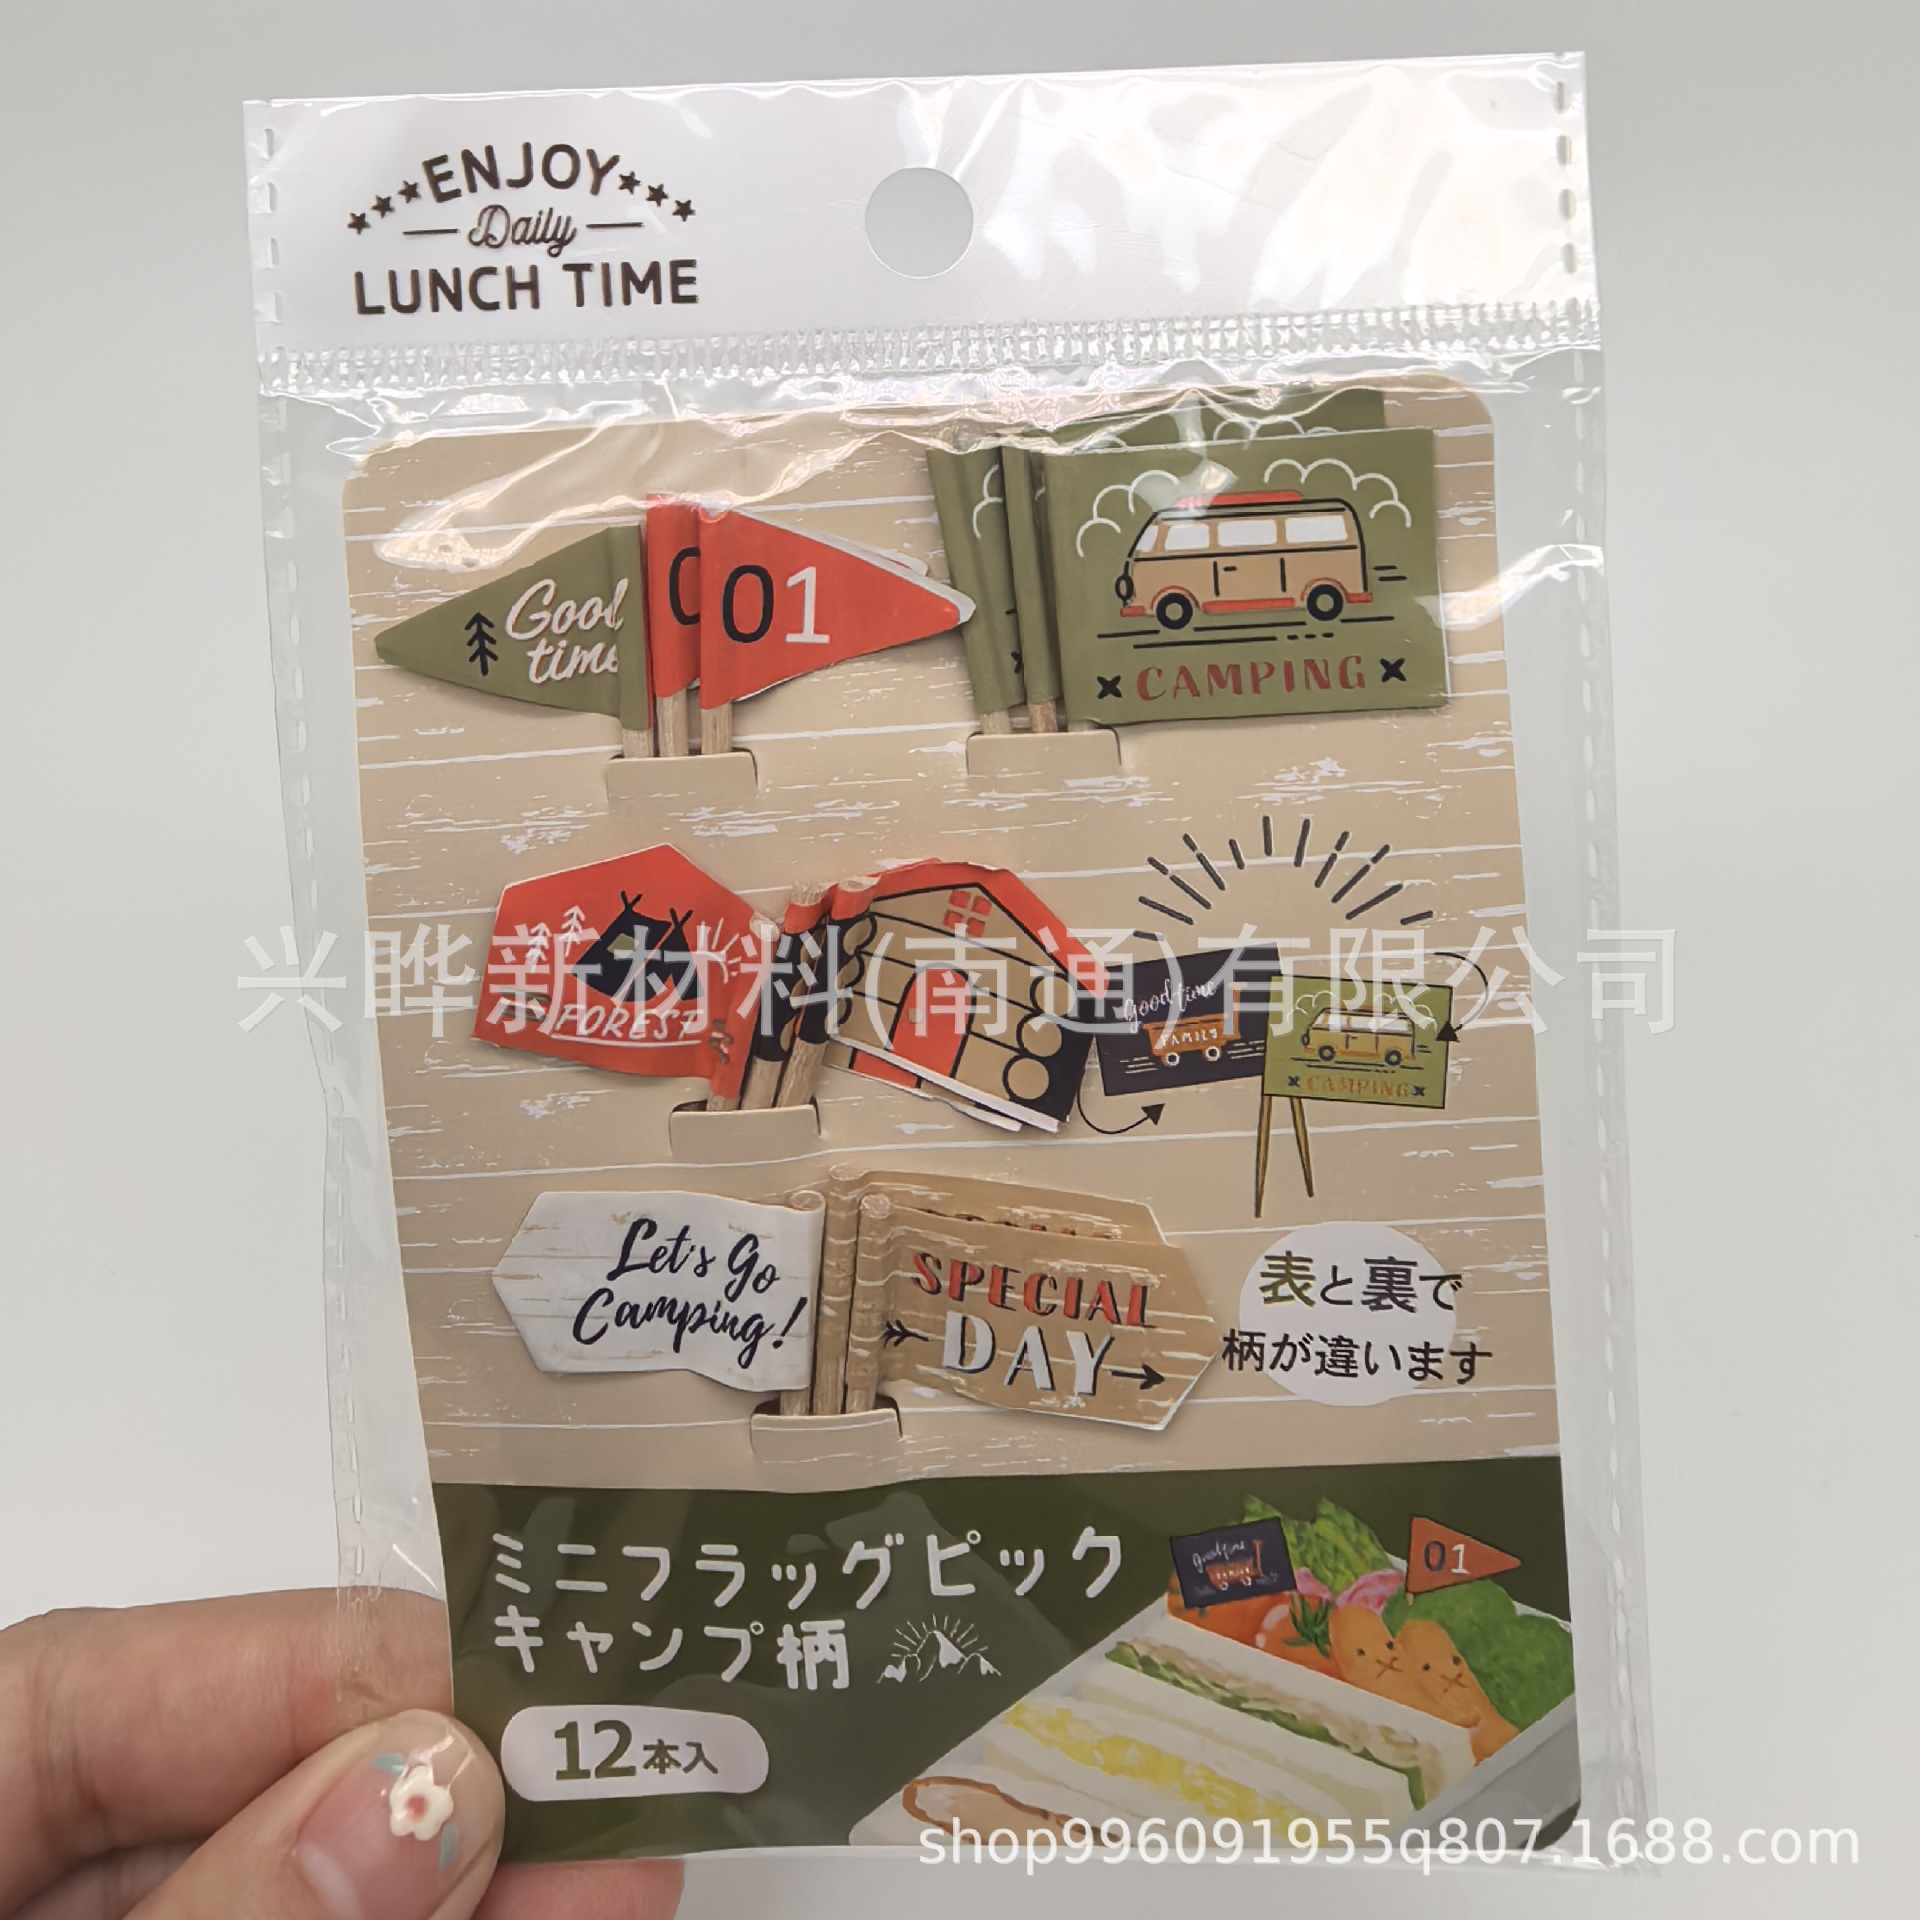 ENJOY
Daily
LUNCH TIME
Good
time
0
01
CAMPING
FOREST
Good time
FAMILY
CAMPING
兴晔新材料(南通)有限公司
Let's Go
Camping!
SPECIAL
DAY
表と裏で
柄が違います
ミニフラッグピック
キャンプ柄
12本入
Good time
01
shop996091955q807.1688.com